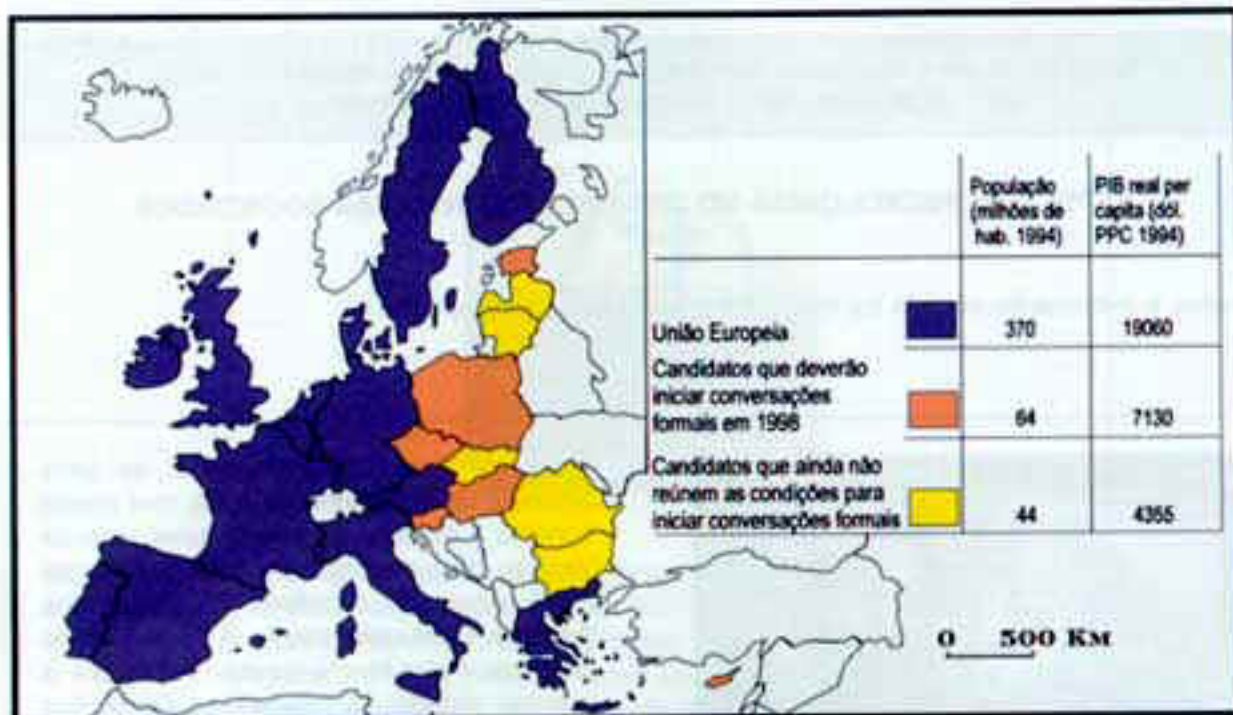 População
(milhões de
hab. 1994)
PIB real per
capita (dól.
PPC 1994)
União Europeia
370
19060
Candidatos que deverão
iniciar conversações
formais em 1998
64
7130
Candidatos que ainda não
reúnem as condições para
iniciar conversações formais
44
4355
0 500 KM